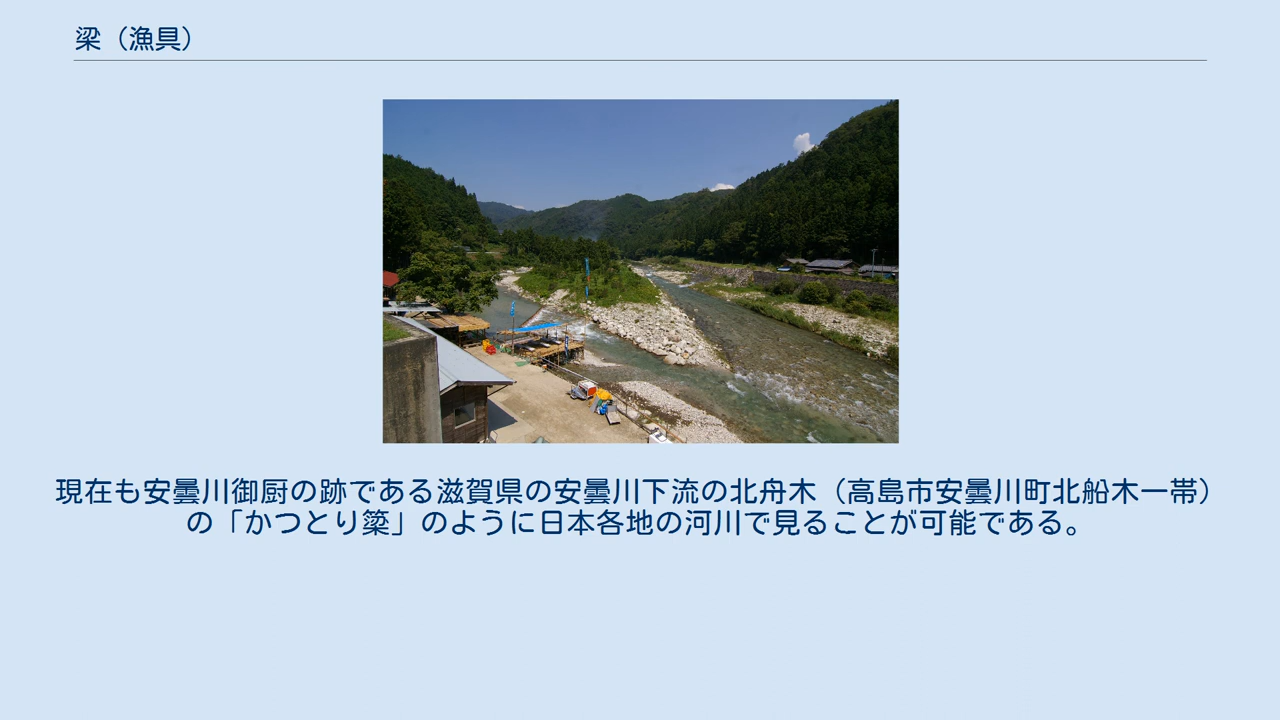 梁（漁具）
現在も安曇川御厨の跡である滋賀県の安曇川下流の北舟木（高島市安曇川町北船木一帯）
の「かつとり簗」のように日本各地の河川で見ることが可能である。